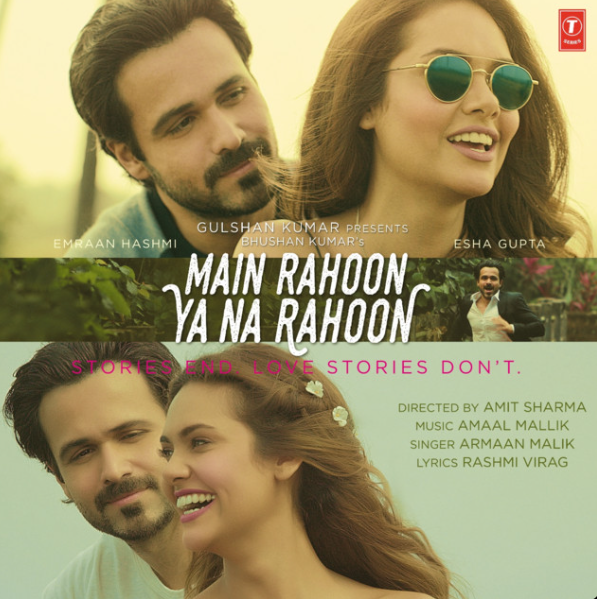 T
SERIES
GULSHAN KUMAR PRESENTS
EMRAAN HASHMI
BHUSHAN KUMAR'S
ESHA GUPTA
MAIN RAHOON
YA NA RAHOON
STORIES END. LOVE STORIES DON'T.
DIRECTED BY AMIT SHARMA
MUSIC AMAAL MALLIK
SINGER ARMAAN MALIK
LYRICS RASHMI VIRAG